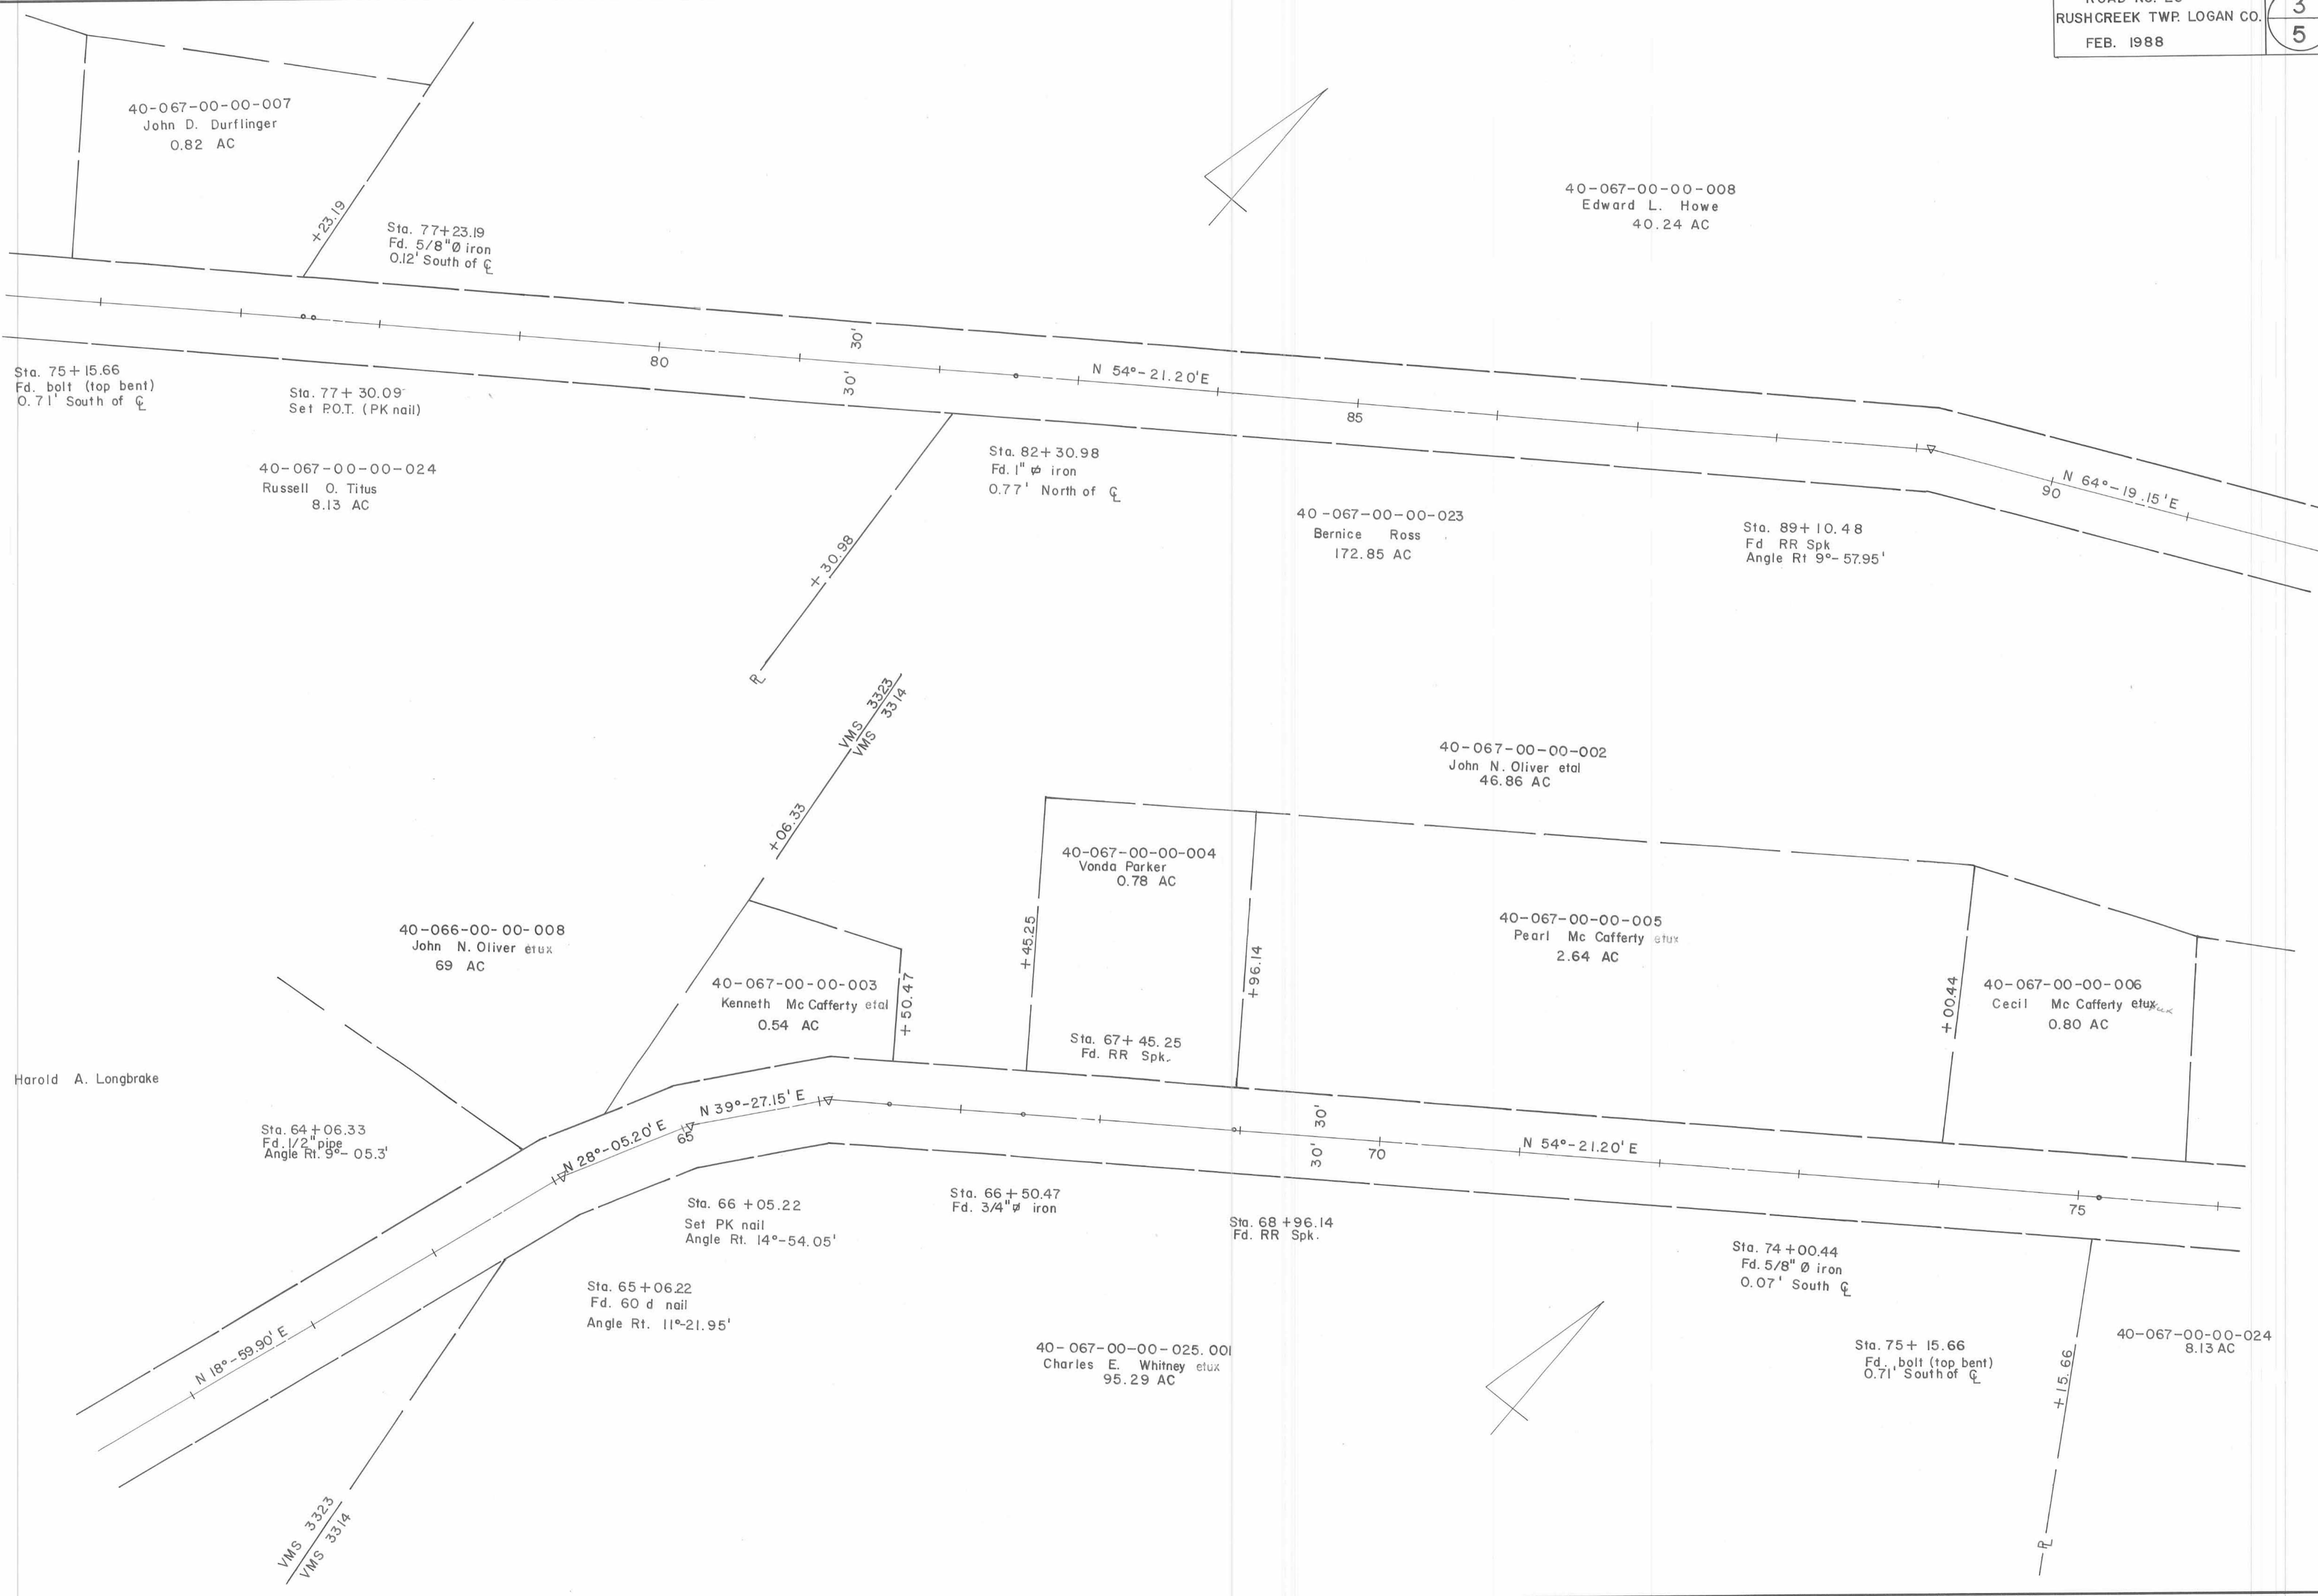 RUSHCREEK TWP. LOGAN CO.
FEB. 1988
3
5
40-067-00-00-007
John D. Durflinger
0.82 AC
+23.19
Sta. 77+23.19
Fd. 5/8"Ø iron
0.12' South of ℄
40-067-00-00-008
Edward L. Howe
40.24 AC
80
30'
30'
N 54°-21.20'E
85
90
N 64°-19.15'E
Sta. 75+15.66
Fd. bolt (top bent)
0.71' South of ℄
Sta. 77+30.09
Set P.O.T. (PK nail)
40-067-00-00-024
Russell O. Titus
8.13 AC
+30.98
℞
Sta. 82+30.98
Fd. 1" Ø iron
0.77' North of ℄
40-067-00-00-023
Bernice Ross
172.85 AC
Sta. 89+10.48
Fd RR Spk
Angle Rt 9°-57.95'
VMS 3323
VMS 3314
+06.33
40-067-00-00-002
John N. Oliver etal
46.86 AC
40-067-00-00-004
Vonda Parker
0.78 AC
+45.25
+96.14
40-067-00-00-005
Pearl Mc Cafferty etux
2.64 AC
+00.44
40-067-00-00-006
Cecil Mc Cafferty etux
0.80 AC
40-066-00-00-008
John N. Oliver etux
69 AC
40-067-00-00-003
Kenneth Mc Cafferty etal
0.54 AC
+50.47
Sta. 67+45.25
Fd. RR Spk.
Harold A. Longbrake
Sta. 64+06.33
Fd. 1/2" pipe
Angle Rt. 9°-05.3'
N 18°-59.90'E
N 28°-05.20'E
65
N 39°-27.15'E
30'
30'
70
N 54°-21.20'E
75
Sta. 66+05.22
Set PK nail
Angle Rt. 14°-54.05'
Sta. 66+50.47
Fd. 3/4"Ø iron
Sta. 68+96.14
Fd. RR Spk.
Sta. 65+06.22
Fd. 60 d nail
Angle Rt. 11°-21.95'
Sta. 74+00.44
Fd. 5/8" Ø iron
0.07' South ℄
40-067-00-00-025.001
Charles E. Whitney etux
95.29 AC
Sta. 75+15.66
Fd. bolt (top bent)
0.71' South of ℄
+15.66
40-067-00-00-024
8.13 AC
℞
VMS 3323
VMS 3314